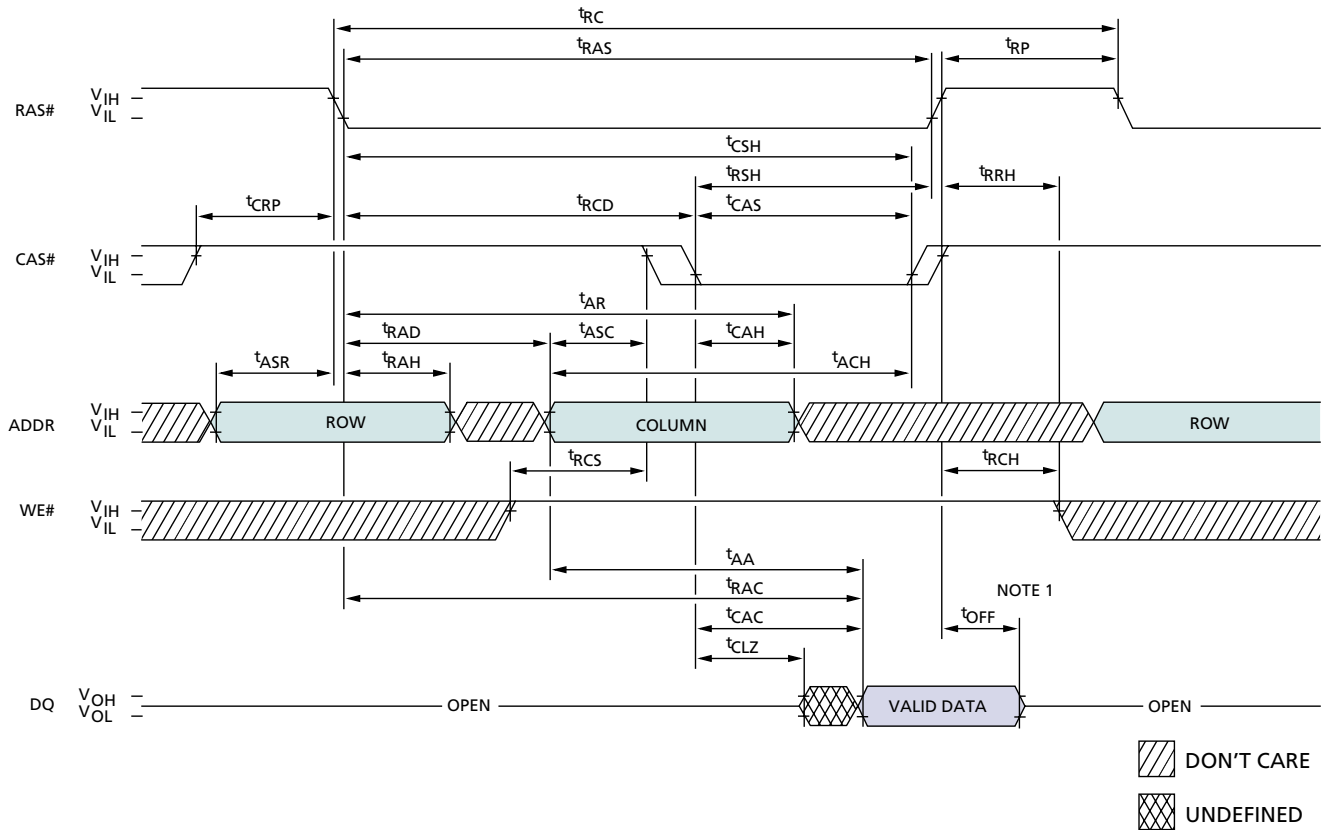 tRC
tRAS tRP
RAS# VIH
VIL
tCSH
tRSH tRRH
tCRP tRCD tCAS
CAS# VIH
VIL
tAR
tRAD tASC tCAH
tASR tRAH tACH
ADDR VIH
VIL
ROW COLUMN ROW
tRCS tRCH
WE# VIH
VIL
tAA
tRAC NOTE 1
tCAC tOFF
tCLZ
DQ VOH
VOL
OPEN VALID DATA OPEN
DON'T CARE
UNDEFINED